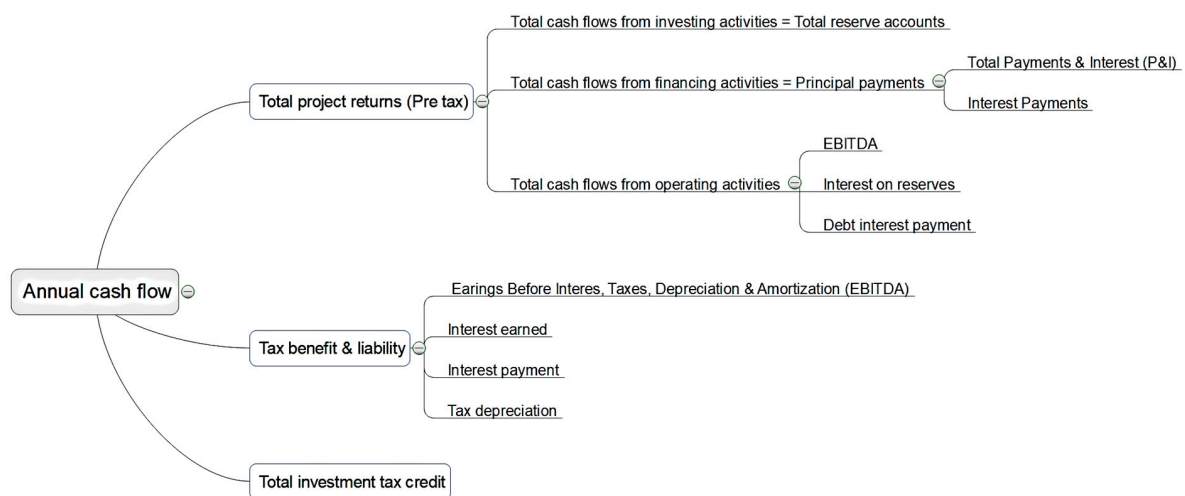 Annual cash flow
Total project returns (Pre tax)
Total cash flows from investing activities = Total reserve accounts
Total cash flows from financing activities = Principal payments
Total Payments & Interest (P&I)
Interest Payments
Total cash flows from operating activities
EBITDA
Interest on reserves
Debt interest payment
Tax benefit & liability
Earings Before Interes, Taxes, Depreciation & Amortization (EBITDA)
Interest earned
Interest payment
Tax depreciation
Total investment tax credit